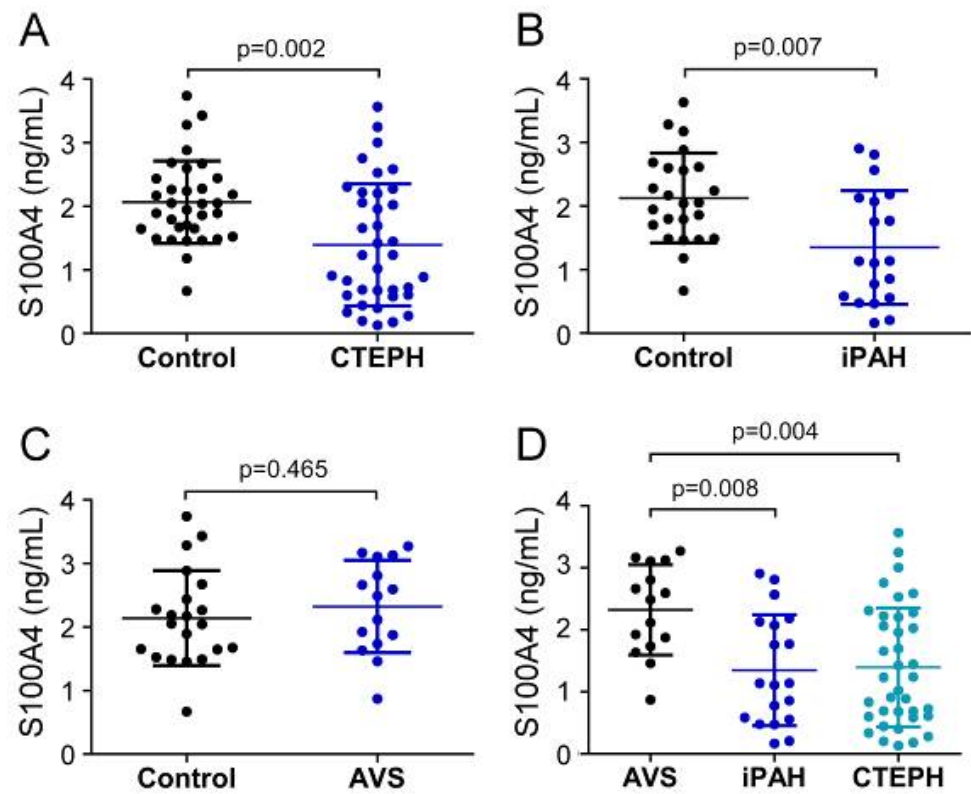 A
p=0.002
S100A4 (ng/mL)
4
3
2
1
0
Control CTEPH
B
p=0.007
S100A4 (ng/mL)
4
3
2
1
0
Control iPAH
C
p=0.465
S100A4 (ng/mL)
4
3
2
1
0
Control AVS
D
p=0.004
p=0.008
S100A4 (ng/mL)
4
3
2
1
0
AVS iPAH CTEPH